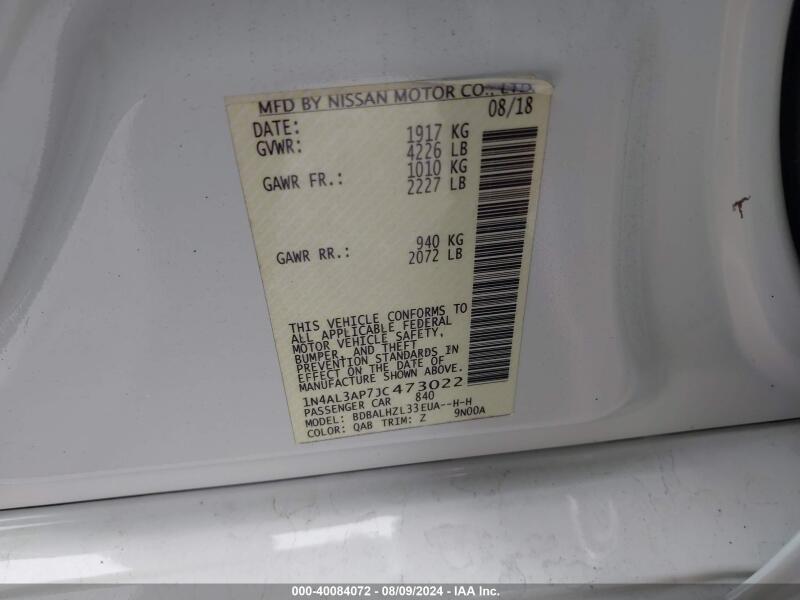 MFD BY NISSAN MOTOR CO., LTD.
DATE: 08/18
GVWR: 1917 KG
4226 LB
GAWR FR.: 1010 KG
2227 LB
GAWR RR.: 940 KG
2072 LB
THIS VEHICLE CONFORMS TO
ALL APPLICABLE FEDERAL
MOTOR VEHICLE SAFETY,
BUMPER, AND THEFT
PREVENTION STANDARDS IN
EFFECT ON THE DATE OF
MANUFACTURE SHOWN ABOVE.
1N4AL3AP7JC473022
PASSENGER CAR 840
MODEL: BDBALHZL33EUA--H-H
COLOR: QAB TRIM: Z 9N00A
000-40084072 - 08/09/2024 - IAA Inc.